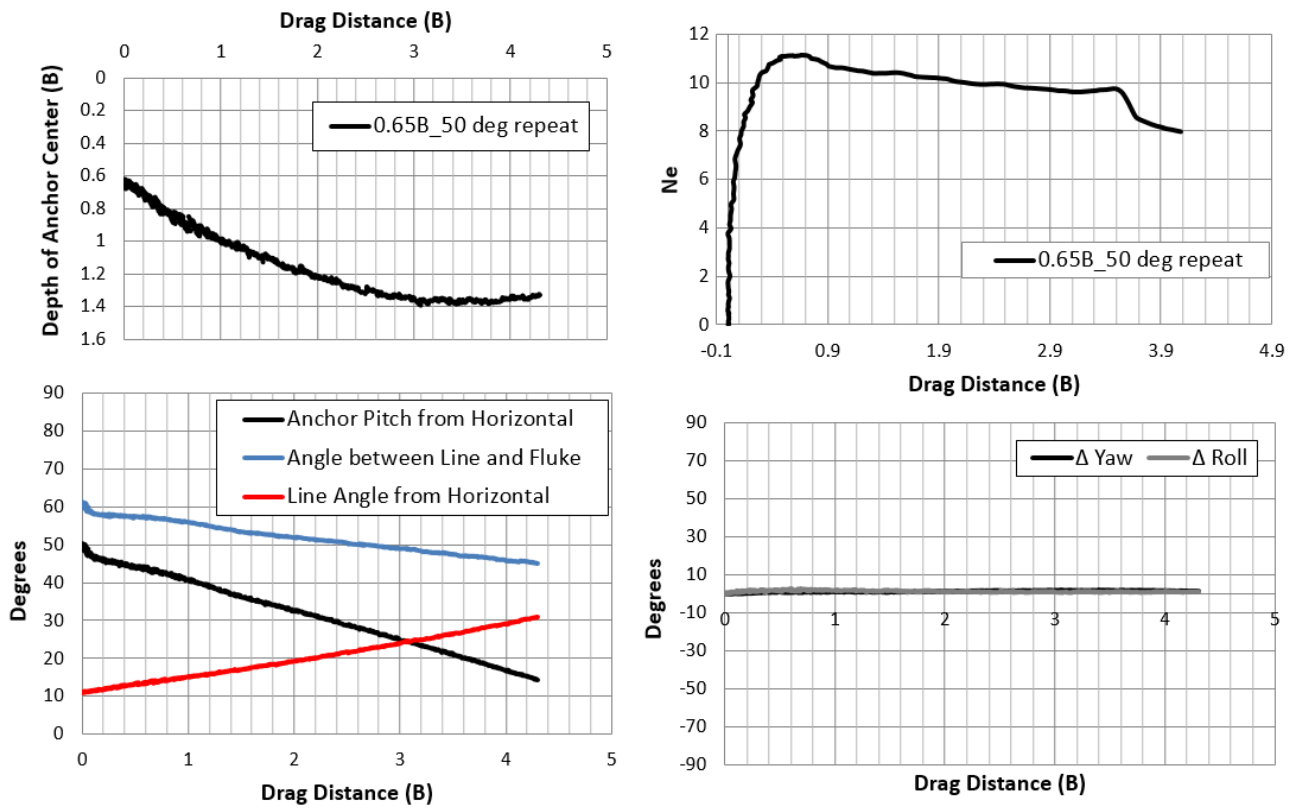 Drag Distance (B)
0 1 2 3 4 5
Depth of Anchor Center (B)
0
0.2
0.4
0.6
0.8
1
1.2
1.4
1.6
0.65B_50 deg repeat
Ne
12
10
8
6
4
2
0
0.65B_50 deg repeat
-0.1 0.9 1.9 2.9 3.9 4.9
Drag Distance (B)
Degrees
90
80
70
60
50
40
30
20
10
0
Anchor Pitch from Horizontal
Angle between Line and Fluke
Line Angle from Horizontal
0 1 2 3 4 5
Drag Distance (B)
Degrees
90
70
50
30
10
-10
-30
-50
-70
-90
Δ Yaw Δ Roll
0 1 2 3 4 5
Drag Distance (B)